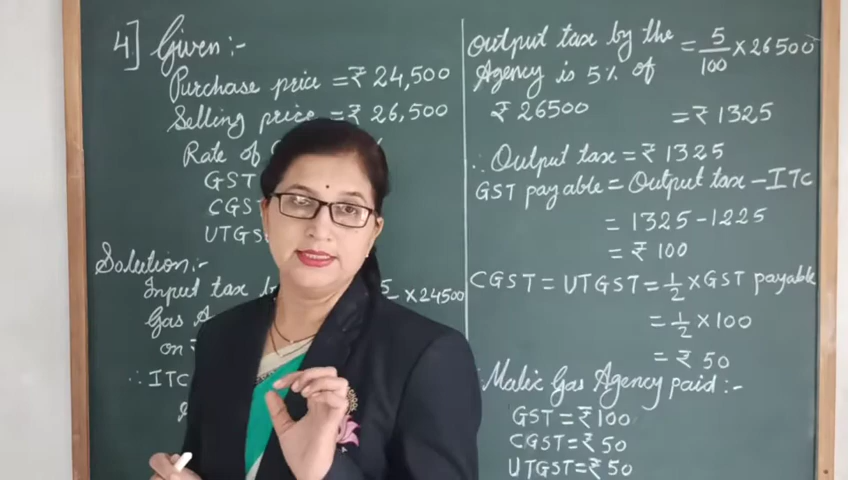 4] Given:-
Purchase price = ₹ 24,500
Selling price = ₹ 26,500
Rate of
GST
CGS
UTGS
Solution:-
Input tax
5
× 24500
Gas A
on ₹
∴ ITC
Output tax by the = 5/100 × 26500
Agency is 5% of
₹ 26500 = ₹ 1325
∴ Output tax = ₹ 1325
GST payable = Output tax - ITC
= 1325 - 1225
= ₹ 100
CGST = UTGST = 1/2 × GST payable
= 1/2 × 100
= ₹ 50
Malic Gas Agency paid:-
GST = ₹ 100
CGST = ₹ 50
UTGST = ₹ 50